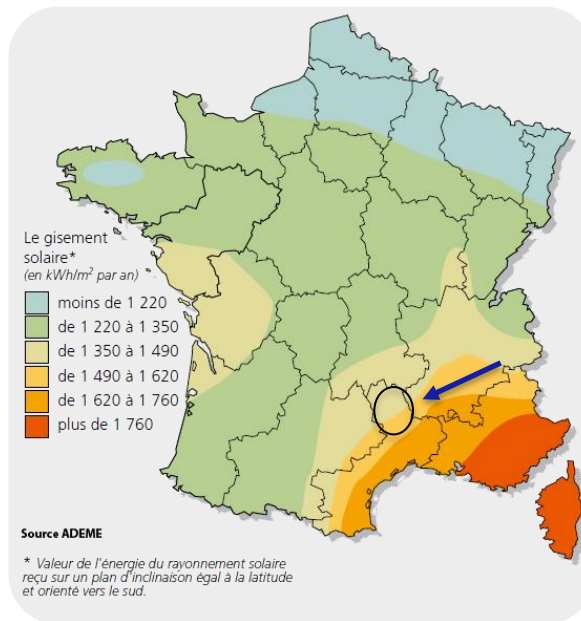 Le gisement
solaire*
(en kWh/m² par an)
moins de 1 220
de 1 220 à 1 350
de 1 350 à 1 490
de 1 490 à 1 620
de 1 620 à 1 760
plus de 1 760
Source ADEME
* Valeur de l'énergie du rayonnement solaire
reçu sur un plan d'inclinaison égal à la latitude
et orienté vers le sud.